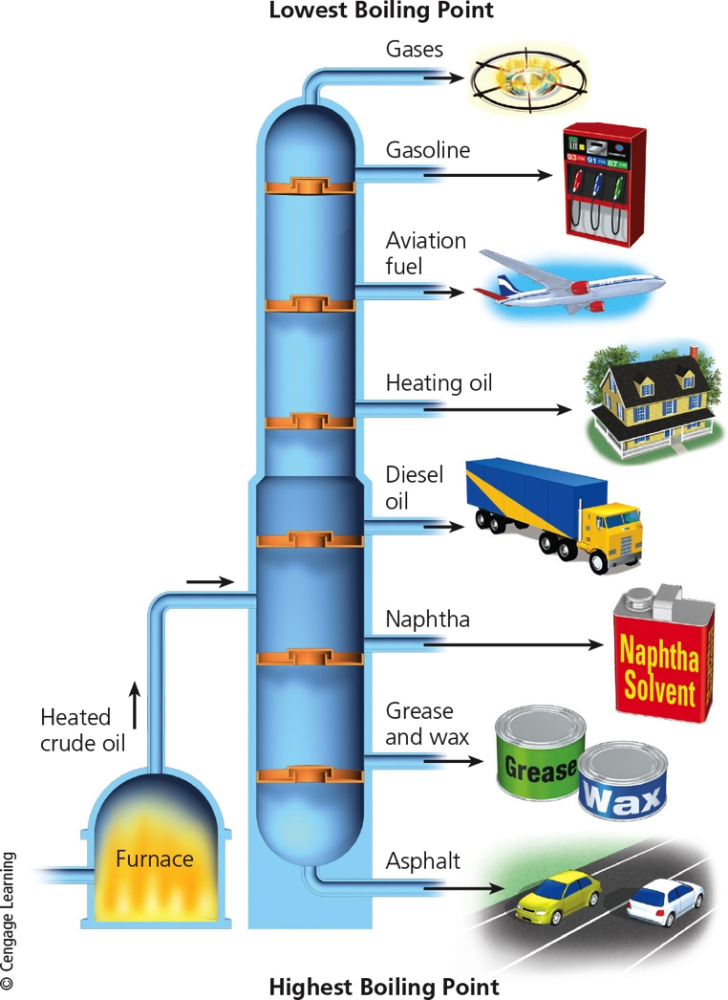 Lowest Boiling Point
Gases
Gasoline
93 91 87
Aviation
fuel
Heating oil
Diesel
oil
Naphtha
Naphtha
Solvent
Heated
crude oil
Grease
and wax
Grease
Wax
Furnace
Asphalt
© Cengage Learning
Highest Boiling Point